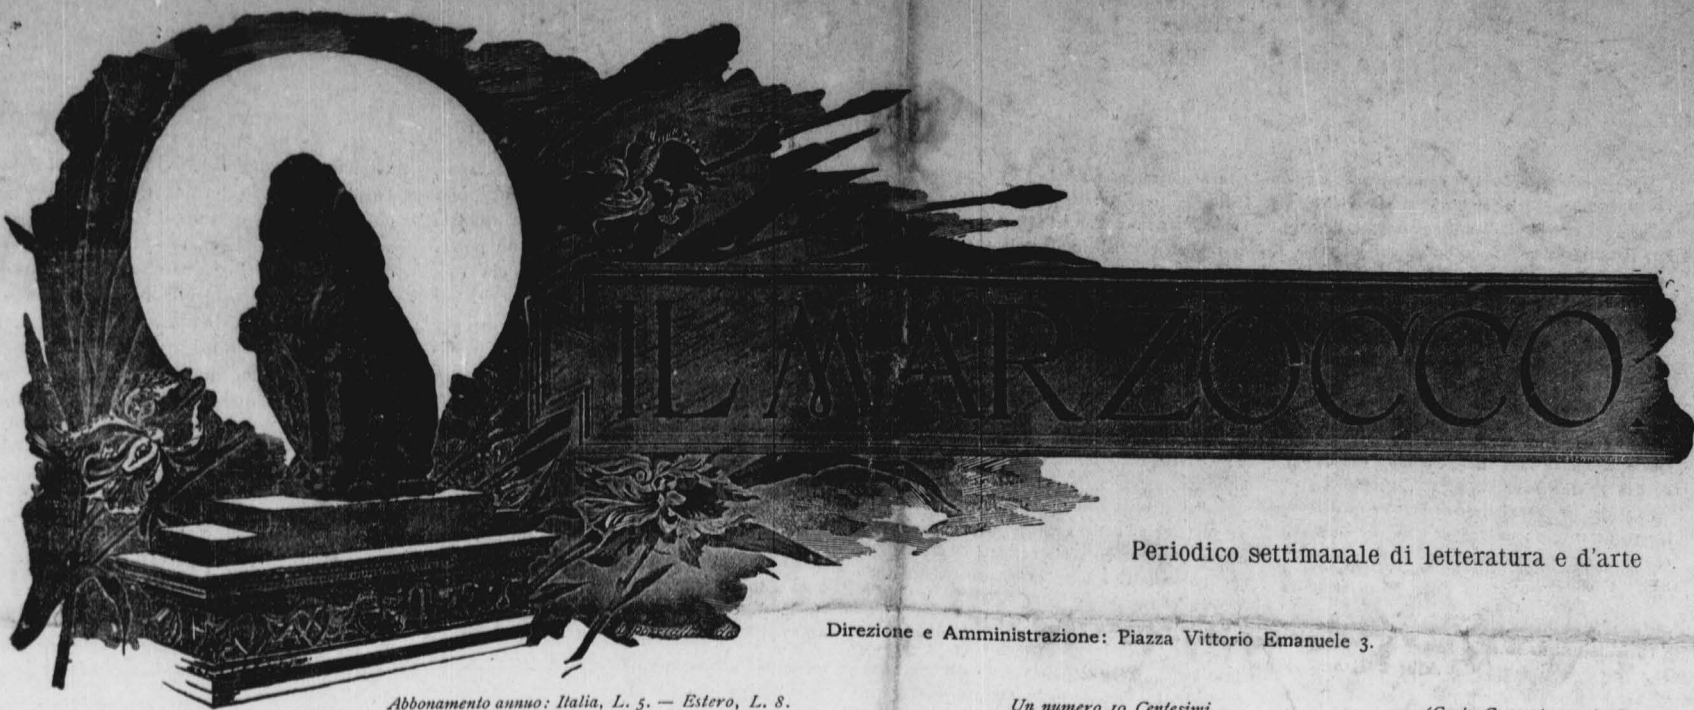 IL MARZOCCO
Periodico settimanale di letteratura e d'arte
Direzione e Amministrazione: Piazza Vittorio Emanuele 3.
Abbonamento annuo: Italia, L. 5. — Estero, L. 8.
Un numero 10 Centesimi